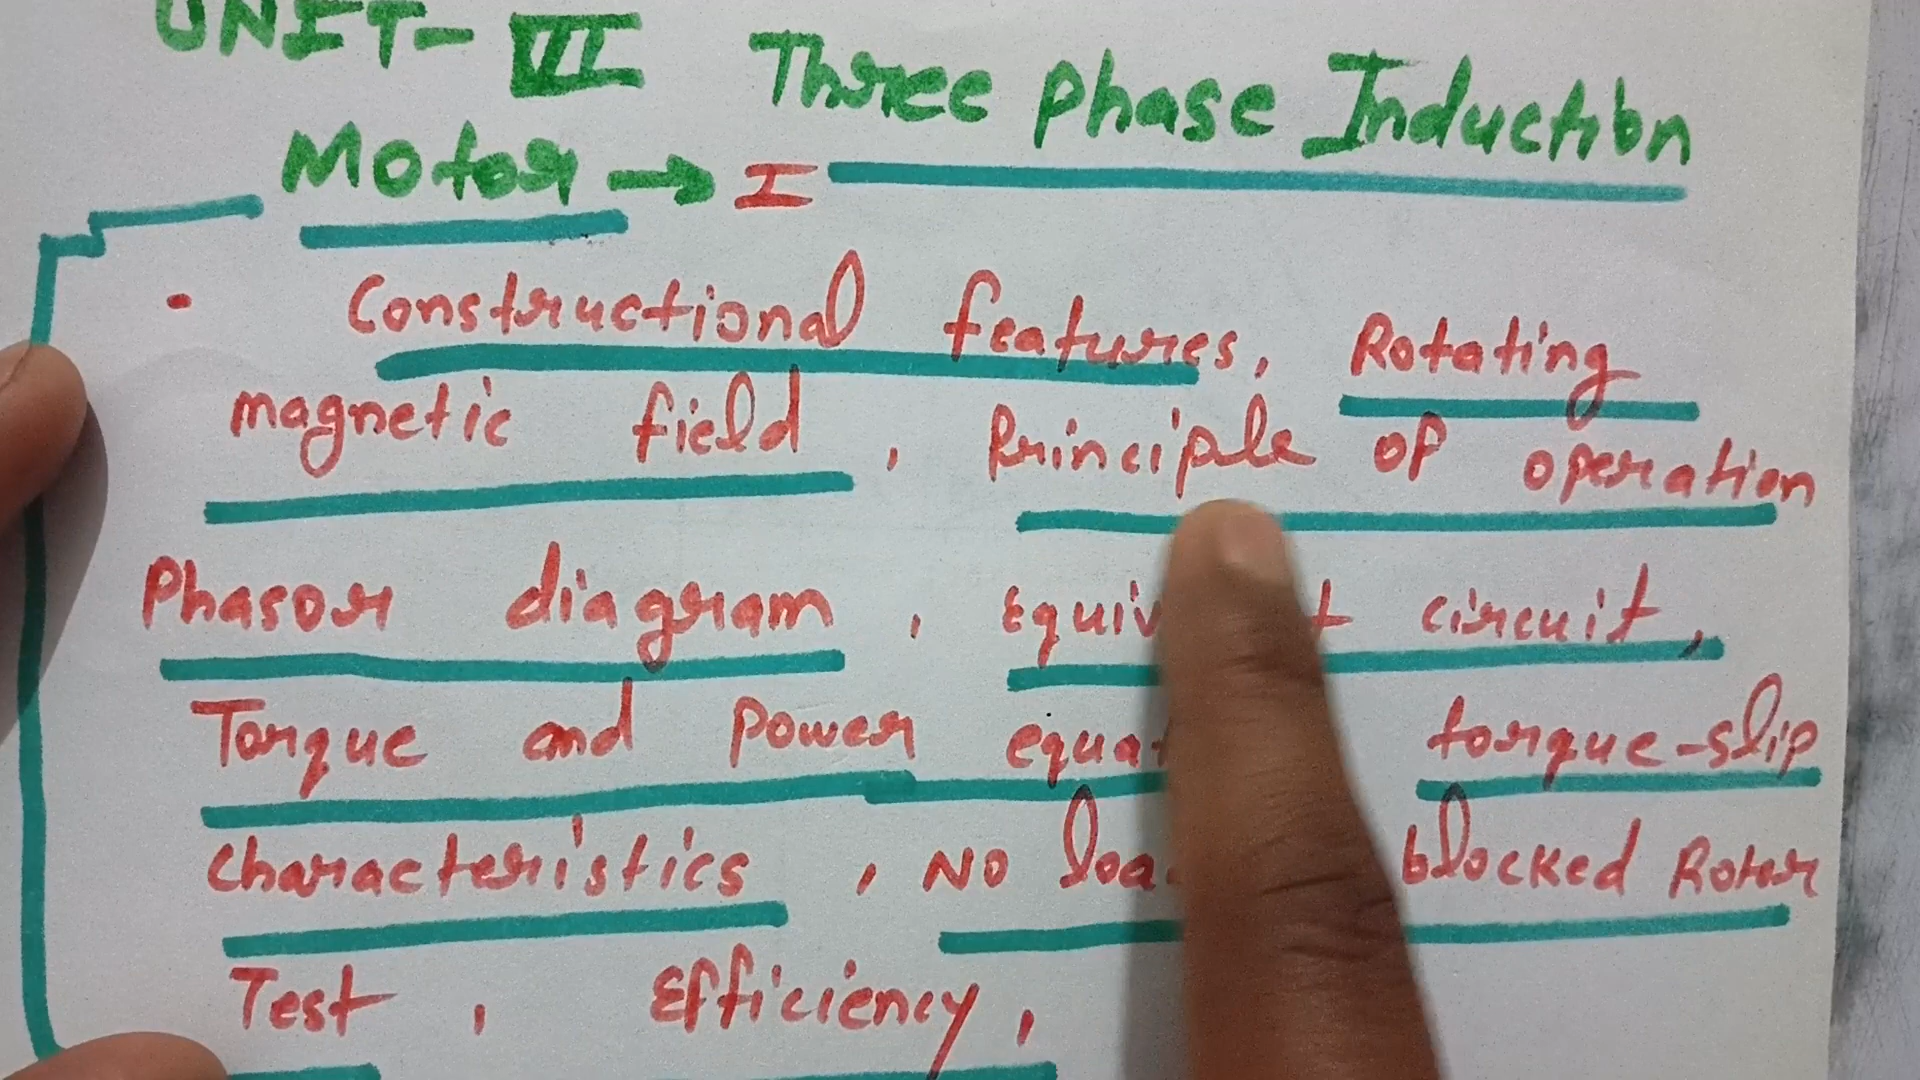 UNIT- VI Three phase Induction
Motor → I
• Constructional features, Rotating
magnetic field, Principle of operation
Phasor diagram, circuit,
Torque and power torque-slip
characteristics, No blocked Rotor
Test, Efficiency,